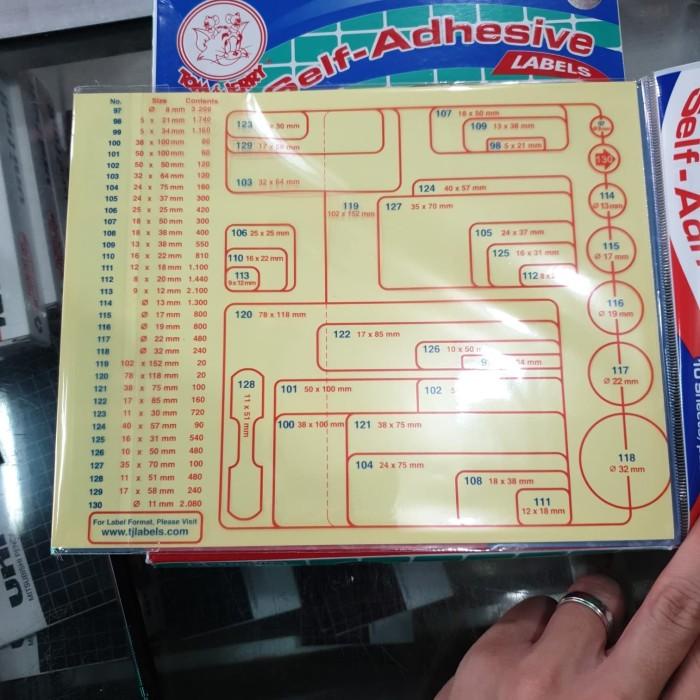 TOM & JERRY
Self-Adhesive
LABELS
No. Size Contents
97 Ø 8 mm 3.200
98 5 x 21 mm 1.740
99 5 x 34 mm 1.160
100 38 x 100 mm 80
101 50 x 100 mm 60
102 50 x 50 mm 120
103 32 x 64 mm 120
104 24 x 75 mm 160
105 24 x 37 mm 300
106 25 x 25 mm 420
107 18 x 50 mm 300
108 18 x 38 mm 400
109 13 x 38 mm 550
110 16 x 22 mm 810
111 12 x 18 mm 1.100
112 8 x 20 mm 1.440
113 9 x 12 mm 2.100
114 Ø 13 mm 1.300
115 Ø 17 mm 800
116 Ø 19 mm 800
117 Ø 22 mm 480
118 Ø 32 mm 240
119 102 x 152 mm 20
120 78 x 118 mm 20
121 38 x 75 mm 100
122 17 x 85 mm 160
123 11 x 30 mm 720
124 40 x 57 mm 90
125 16 x 31 mm 540
126 10 x 50 mm 480
127 35 x 70 mm 100
128 11 x 51 mm 480
129 17 x 58 mm 240
130 Ø 11 mm 2.080
For Label Format, Please Visit
www.tjlabels.com
123 x 30 mm
129 17 x 58 mm
103 32 x 64 mm
107 18 x 50 mm
109 13 x 38 mm
98 5 x 21 mm
97
130
124 40 x 57 mm
114
Ø 13 mm
119
102 x 152 mm
127 35 x 70 mm
106 25 x 25 mm
110 16 x 22 mm
113
9 x 12 mm
105 24 x 37 mm
125 16 x 31 mm
112 8 x
115
Ø 17 mm
120 78 x 118 mm
116
Ø 19 mm
122 17 x 85 mm
126 10 x 50 m
9 34 mm
117
Ø 22 mm
128
11 x 51 mm
101 50 x 100 mm
102 5
100 38 x 100 mm
121 38 x 75 mm
104 24 x 75 mm
108 18 x 38 mm
111
12 x 18 mm
118
Ø 32 mm
Self-Adh